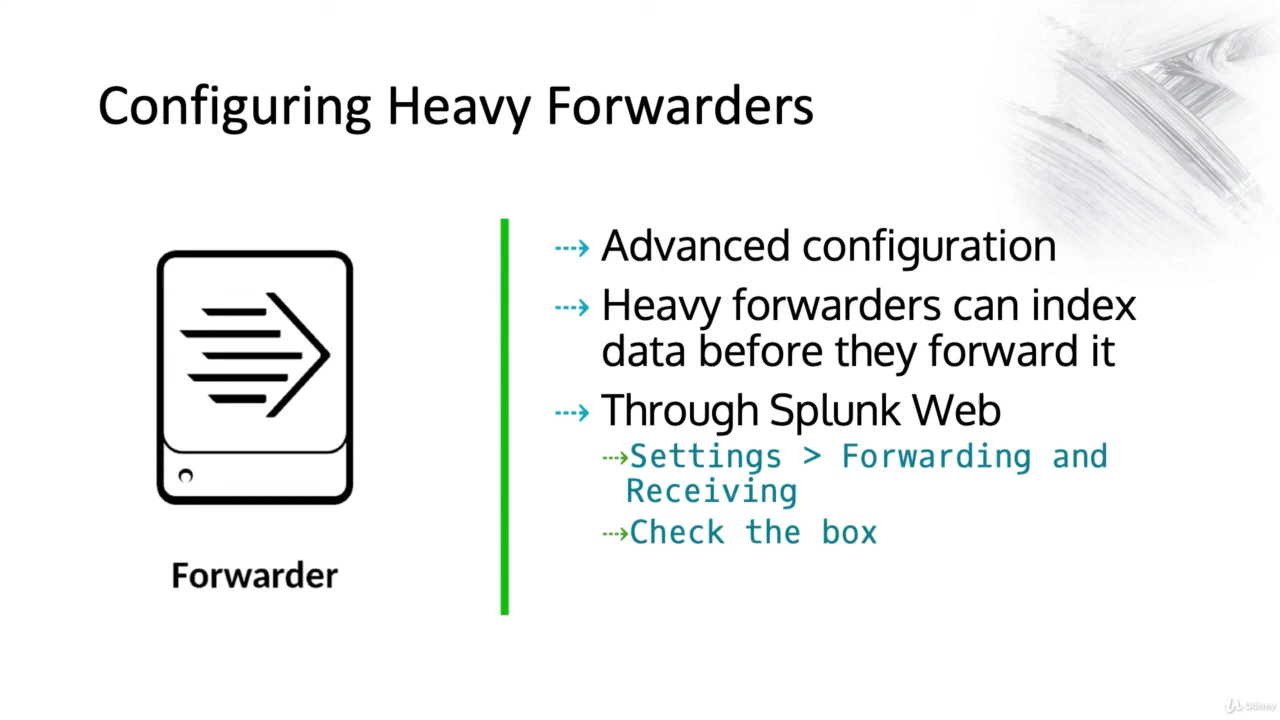 Configuring Heavy Forwarders
Forwarder
Advanced configuration
Heavy forwarders can index
data before they forward it
Through Splunk Web
Settings > Forwarding and
Receiving
Check the box
Udemy